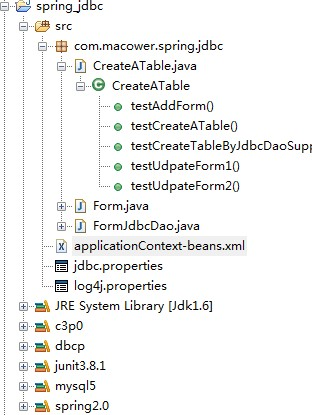 spring_jdbc
src
com.macower.spring.jdbc
CreateATable.java
CreateATable
testAddForm()
testCreateATable()
testCreateTableByJdbcDaoSupp
testUdpateForm1()
testUdpateForm2()
Form.java
FormJdbcDao.java
applicationContext-beans.xml
jdbc.properties
log4j.properties
JRE System Library [Jdk1.6]
c3p0
dbcp
junit3.8.1
mysql5
spring2.0